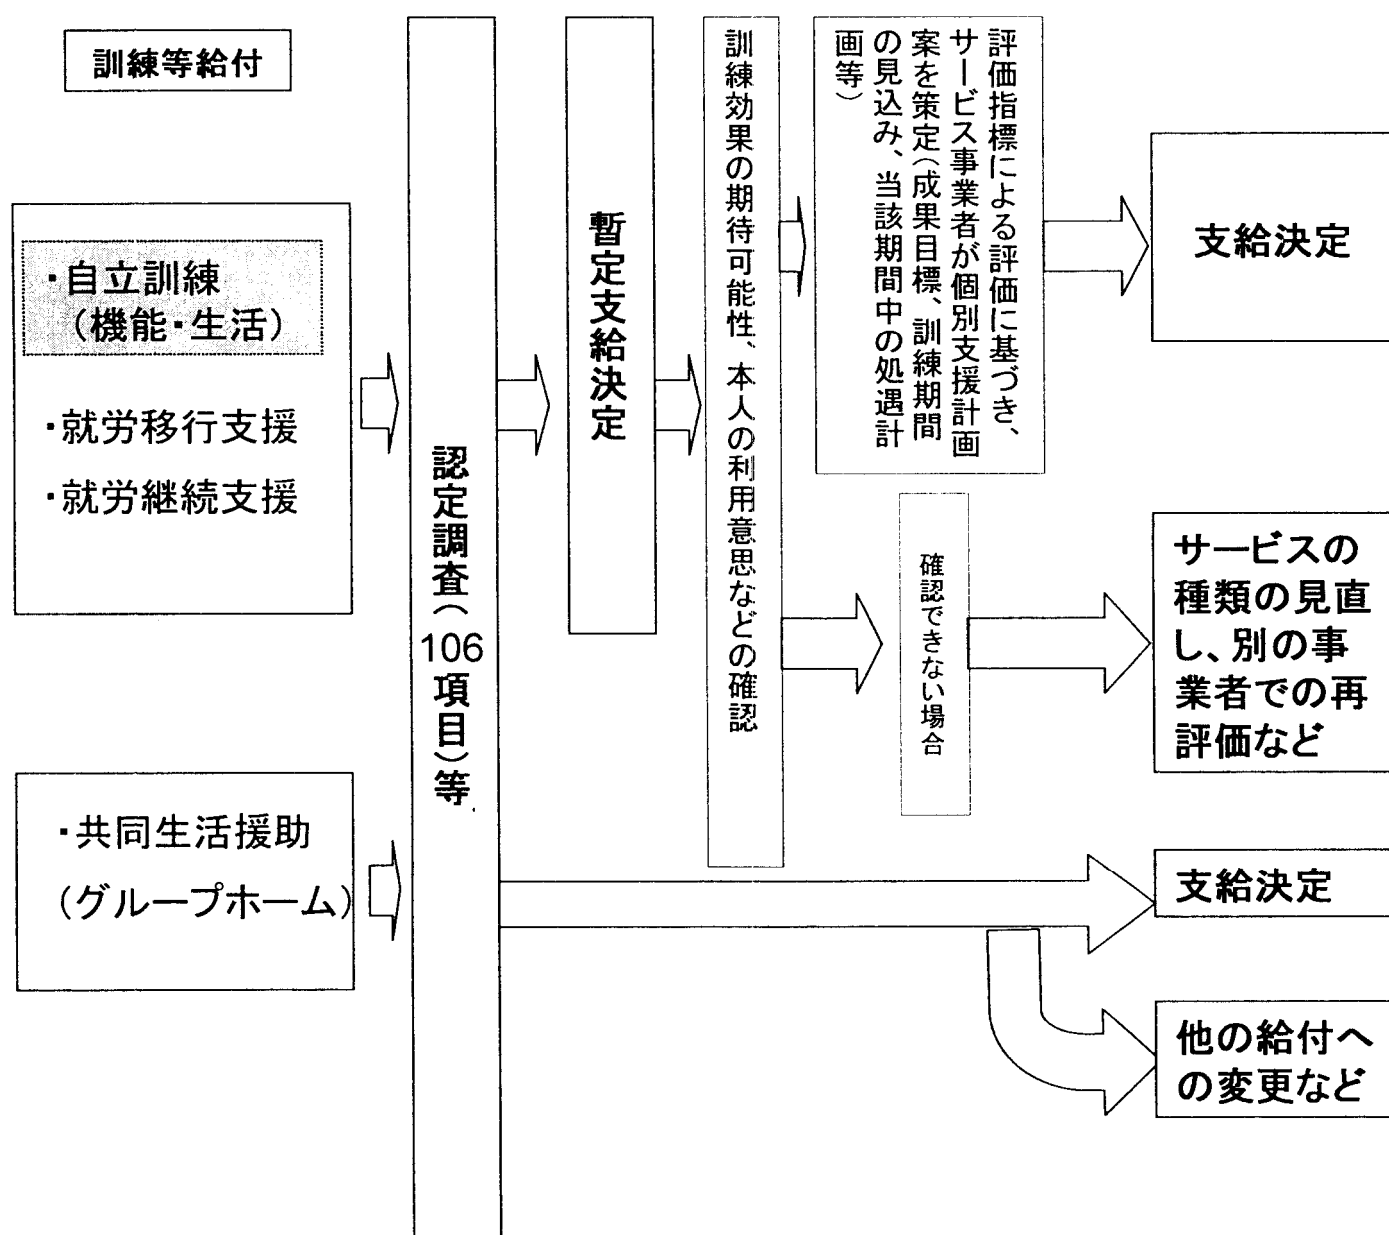 訓練等給付
・自立訓練
（機能・生活）
・就労移行支援
・就労継続支援
・共同生活援助
(グループホーム)
認定調査（106項目）等
暫定支給決定
訓練効果の期待可能性、本人の利用意思などの確認
評価指標による評価に基づき、
サービス事業者が個別支援計画
案を策定（成果目標、訓練期間
の見込み、当該期間中の処遇計
画等）
支給決定
確認できない場合
サービスの
種類の見直
し、別の事
業者での再
評価など
支給決定
他の給付へ
の変更など